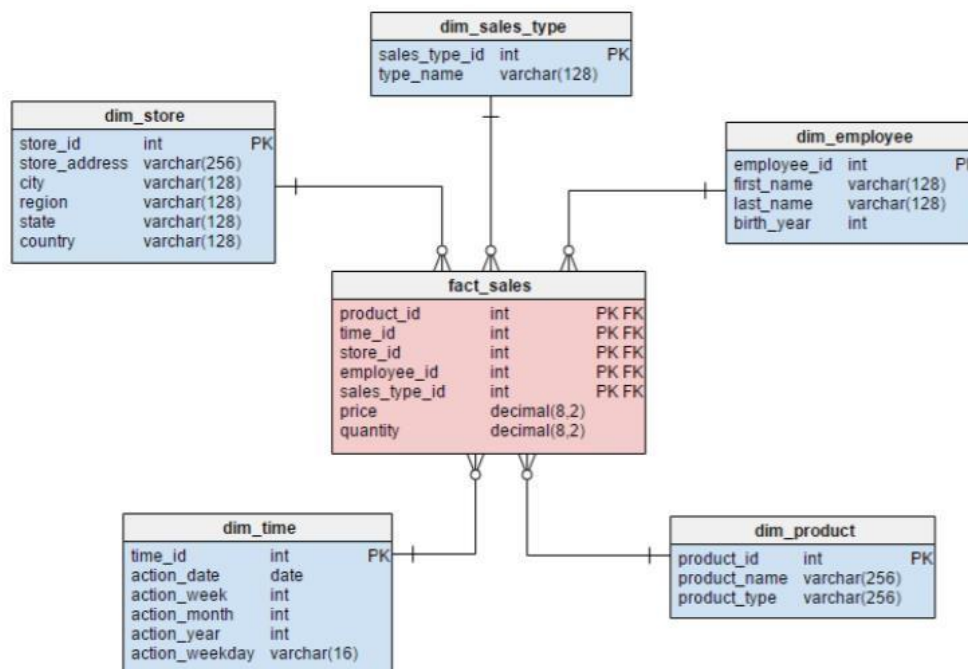 dim_sales_type
sales_type_id int PK
type_name varchar(128)
dim_store
store_id int PK
store_address varchar(256)
city varchar(128)
region varchar(128)
state varchar(128)
country varchar(128)
dim_employee
employee_id int PK
first_name varchar(128)
last_name varchar(128)
birth_year int
fact_sales
product_id int PK FK
time_id int PK FK
store_id int PK FK
employee_id int PK FK
sales_type_id int PK FK
price decimal(8,2)
quantity decimal(8,2)
dim_time
time_id int PK
action_date date
action_week int
action_month int
action_year int
action_weekday varchar(16)
dim_product
product_id int PK
product_name varchar(256)
product_type varchar(256)